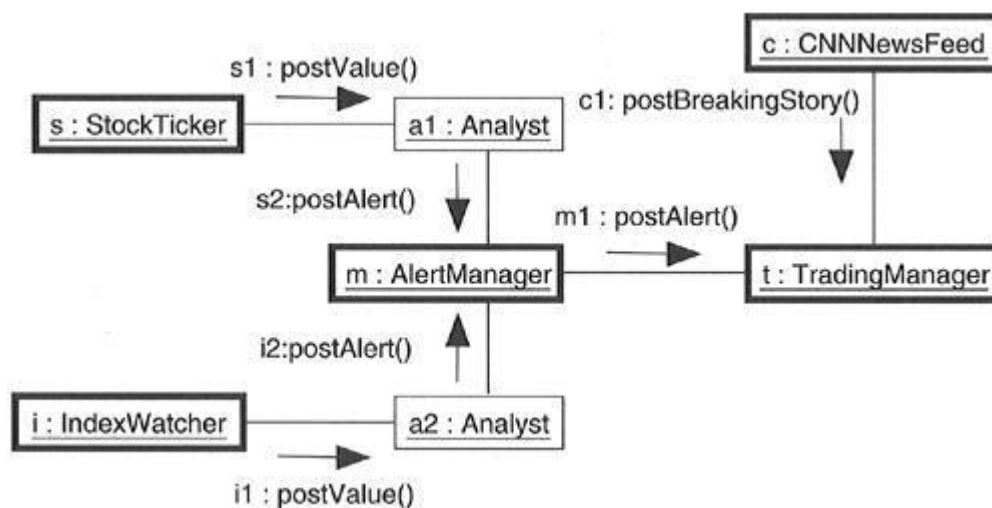 c : CNNNewsFeed
s1 : postValue()
c1: postBreakingStory()
s : StockTicker
a1 : Analyst
s2:postAlert()
m1 : postAlert()
m : AlertManager
t : TradingManager
i2:postAlert()
i : IndexWatcher
a2 : Analyst
i1 : postValue()